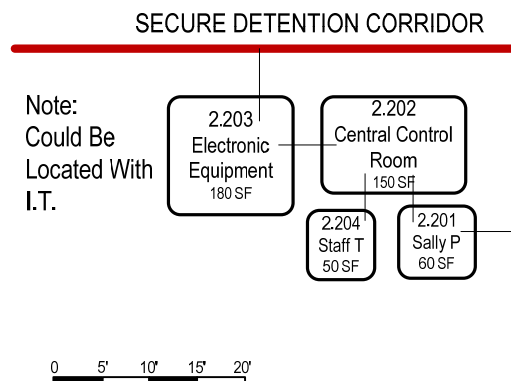 SECURE DETENTION CORRIDOR
Note:
Could Be
Located With
I.T.
2.203
Electronic
Equipment
180 SF
2.202
Central Control
Room
150 SF
2.204
Staff T
50 SF
2.201
Sally P
60 SF
0 5' 10' 15' 20'